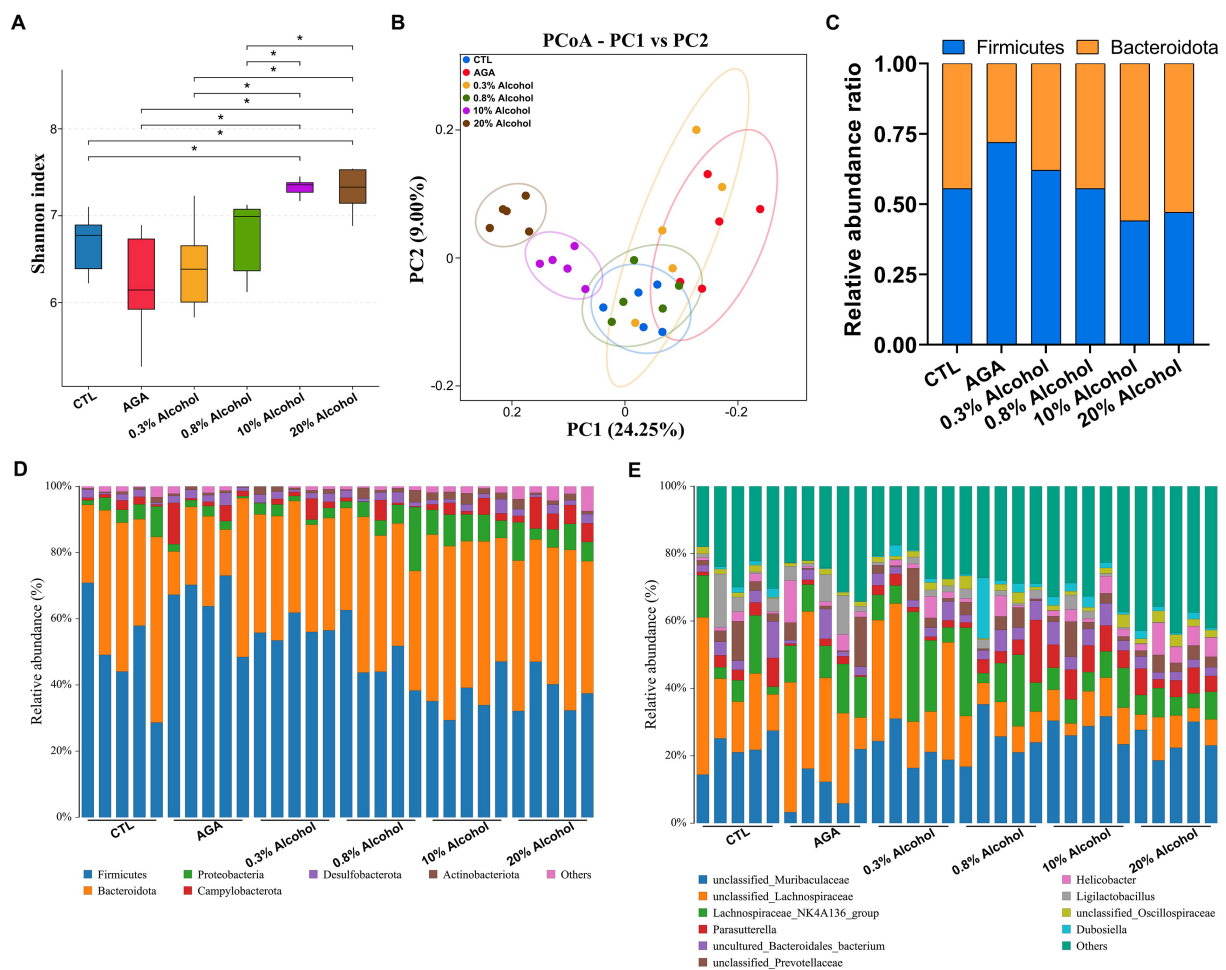 A
*
*
*
*
*
*
*
*
Shannon index
8
7
6
CTL
AGA
0.3% Alcohol
0.8% Alcohol
10% Alcohol
20% Alcohol
B
PCoA - PC1 vs PC2
CTL
AGA
0.3% Alcohol
0.8% Alcohol
10% Alcohol
20% Alcohol
PC2 (9.00%)
0.2
0
-0.2
0.2
0
-0.2
PC1 (24.25%)
C
Firmicutes
Bacteroidota
Relative abundance ratio
1.00
0.75
0.50
0.25
0.00
CTL
AGA
0.3% Alcohol
0.8% Alcohol
10% Alcohol
20% Alcohol
D
Relative abundance (%)
100%
80%
60%
40%
20%
0%
CTL
AGA
0.3% Alcohol
0.8% Alcohol
10% Alcohol
20% Alcohol
Firmicutes
Proteobacteria
Desulfobacterota
Actinobacteriota
Others
Bacteroidota
Campylobacterota
E
Relative abundance (%)
100%
80%
60%
40%
20%
0%
CTL
AGA
0.3% Alcohol
0.8% Alcohol
10% Alcohol
20% Alcohol
unclassified_Muribaculaceae
unclassified_Lachnospiraceae
Lachnospiraceae_NK4A136_group
Parasutterella
uncultured_Bacteroidales_bacterium
unclassified_Prevotellaceae
Helicobacter
Ligilactobacillus
unclassified_Oscillospiraceae
Dubosiella
Others